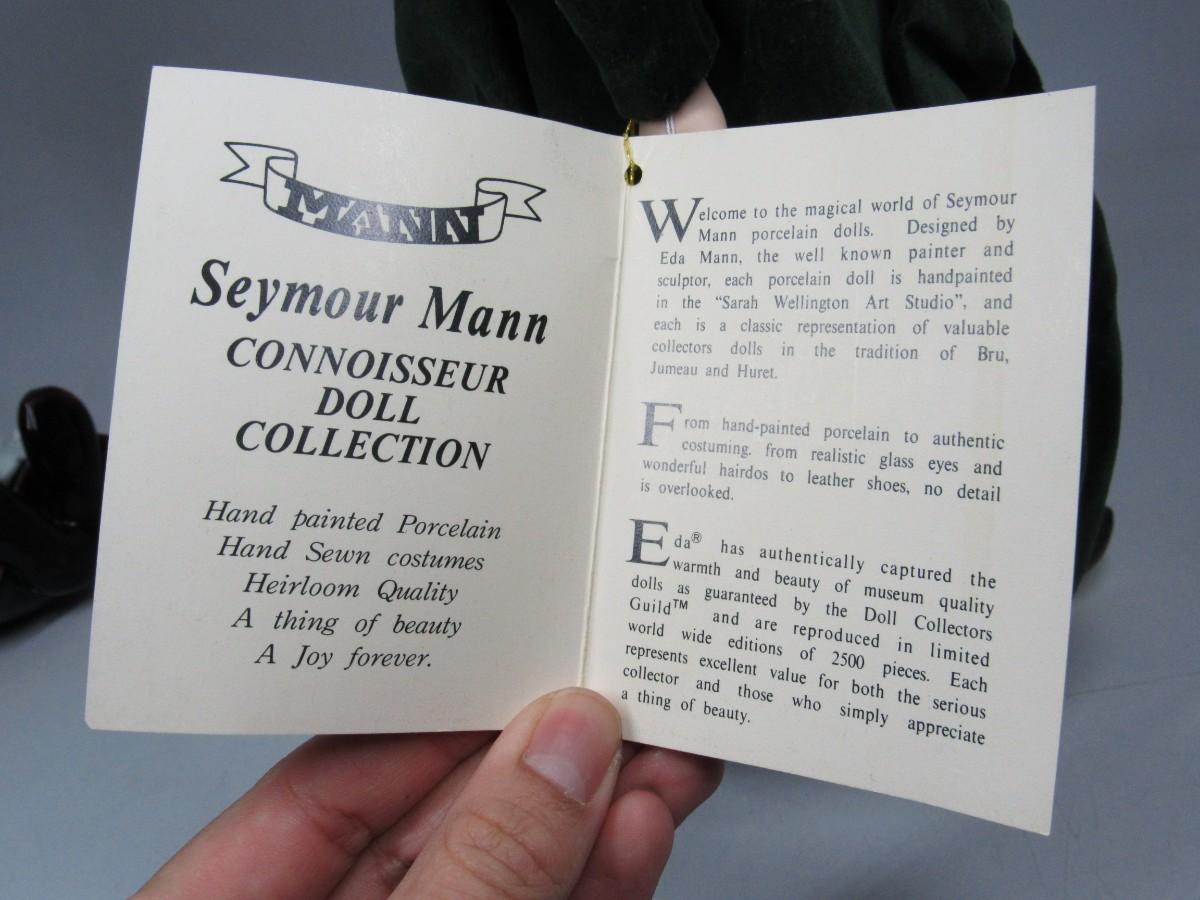 MANN
Seymour Mann
CONNOISSEUR
DOLL
COLLECTION
Hand painted Porcelain
Hand Sewn costumes
Heirloom Quality
A thing of beauty
A Joy forever.
Welcome to the magical world of Seymour
Mann porcelain dolls. Designed by
Eda Mann, the well known painter and
sculptor, each porcelain doll is handpainted
in the “Sarah Wellington Art Studio”, and
each is a classic representation of valuable
collectors dolls in the tradition of Bru,
Jumeau and Huret.
From hand-painted porcelain to authentic
costuming. from realistic glass eyes and
wonderful hairdos to leather shoes, no detail
is overlooked.
Eda® has authentically captured the
warmth and beauty of museum quality
dolls as guaranteed by the Doll Collectors
Guild™ and are reproduced in limited
world wide editions of 2500 pieces. Each
represents excellent value for both the serious
collector and those who simply appreciate
a thing of beauty.